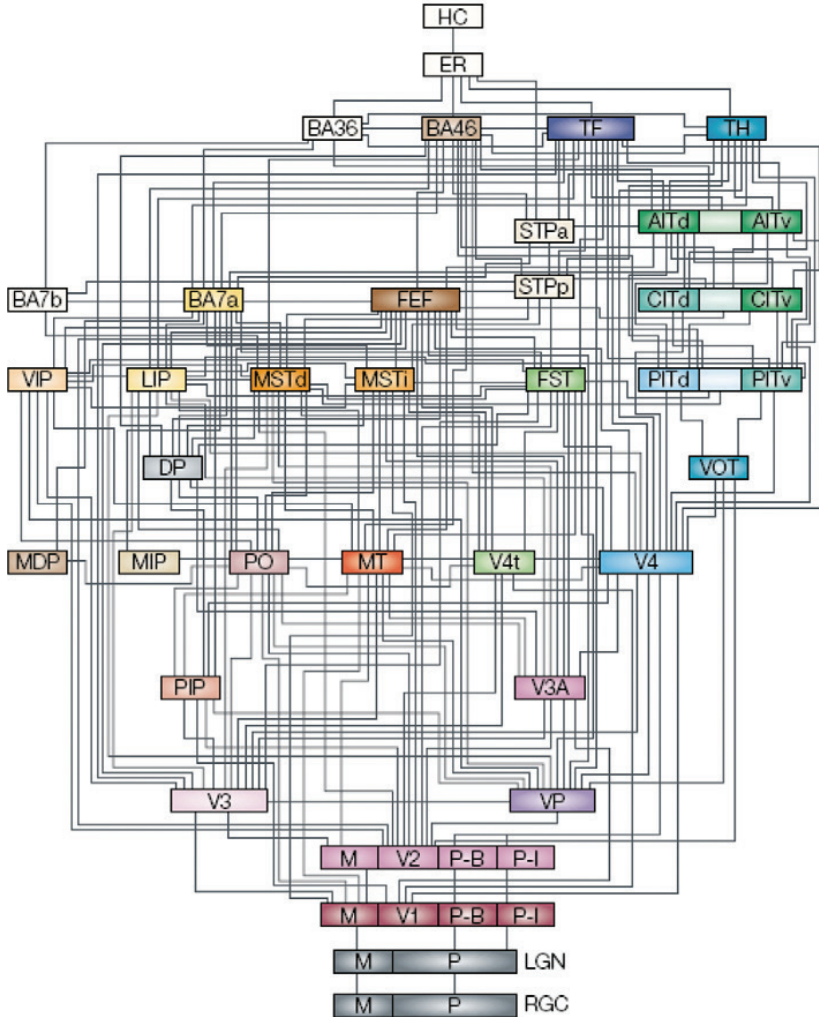 HC
ER
BA36 BA46 TF TH
AITd AITv
STPa
STPp
BA7b BA7a FEF CITd CITv
VIP LIP MSTd MSTi FST PITd PITv
DP VOT
MDP MIP PO MT V4t V4
PIP V3A
V3 VP
M V2 P-B P-I
M V1 P-B P-I
M P LGN
M P RGC